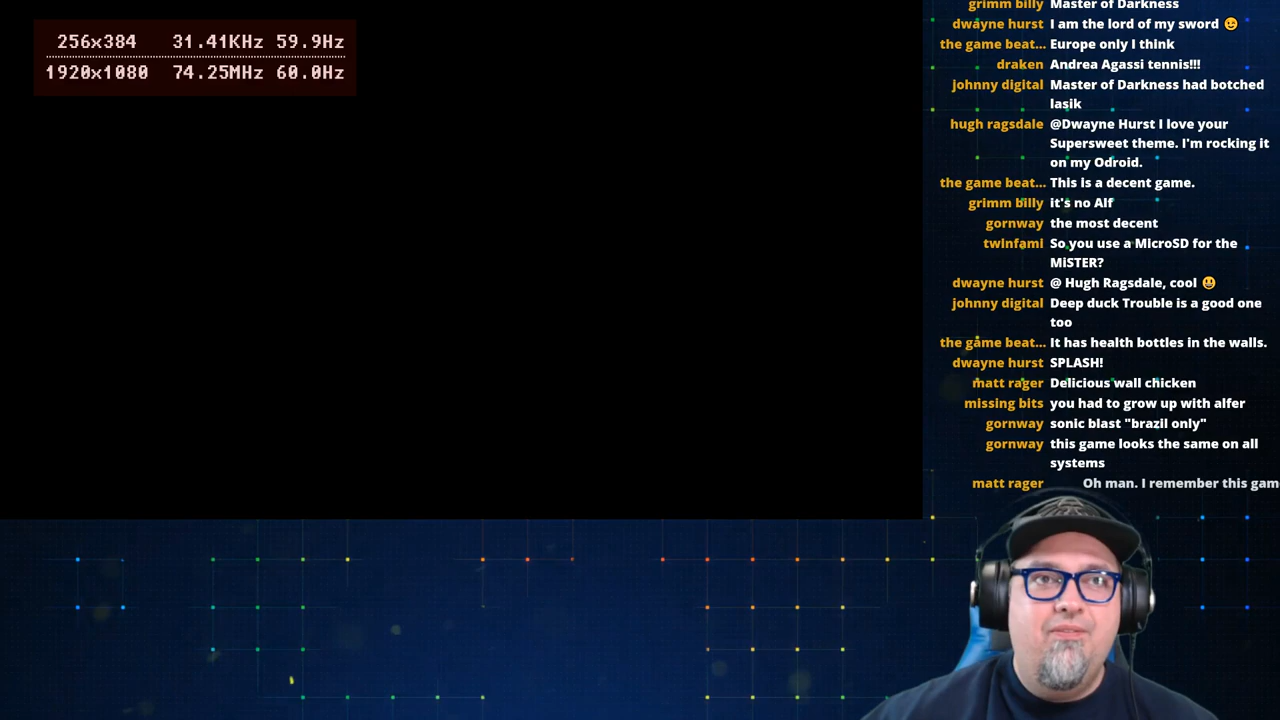 256x384 31.41KHz 59.9Hz
1920x1080 74.25MHz 60.0Hz
grimm billy Master of Darkness
dwayne hurst I am the lord of my sword 😉
the game beat... Europe only I think
draken Andrea Agassi tennis!!!
johnny digital Master of Darkness had botched
lasik
hugh ragsdale @Dwayne Hurst I love your
Supersweet theme. I'm rocking it
on my Odroid.
the game beat... This is a decent game.
grimm billy it's no Alf
gornway the most decent
twinfami So you use a MicroSD for the
MiSTER?
dwayne hurst @ Hugh Ragsdale, cool 😃
johnny digital Deep duck Trouble is a good one
too
the game beat... It has health bottles in the walls.
dwayne hurst SPLASH!
matt rager Delicious wall chicken
missing bits you had to grow up with alfer
gornway sonic blast "brazil only"
gornway this game looks the same on all
systems
matt rager Oh man. I remember this gam